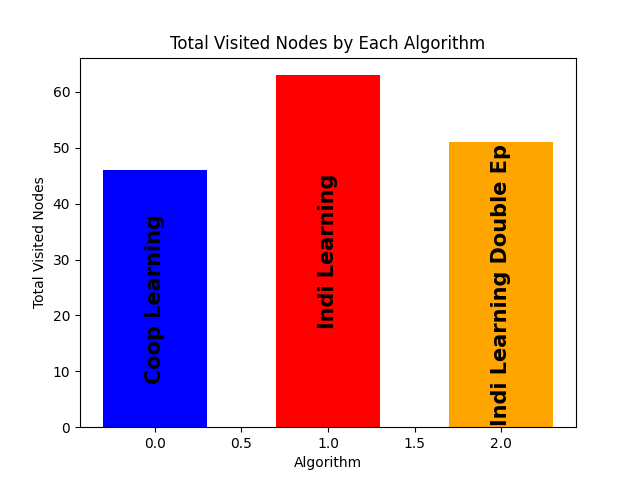 Total Visited Nodes by Each Algorithm
Total Visited Nodes
60
50
40
30
20
10
0
Coop Learning
Indi Learning
Indi Learning Double Ep
0.0
0.5
1.0
1.5
2.0
Algorithm